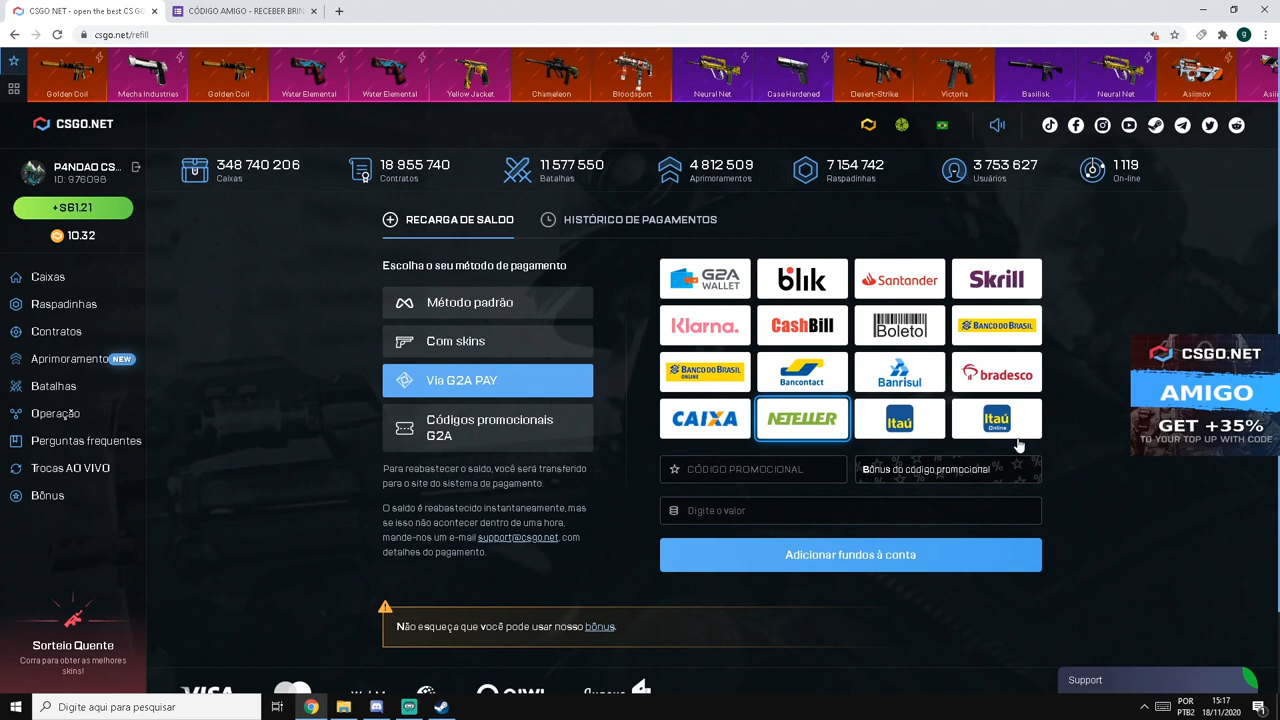 CSGO NET - open the best CS GO
CÓDIGO AMIGO - RECEBER BRIN
csgo.net/refill
g
Golden Coil
Mecha Industries
Golden Coil
Water Elemental
Water Elemental
Yellow Jacket
Chameleon
Bloodsport
Neural Net
Case Hardened
Desert-Strike
Victoria
Basilisk
Neural Net
Asiimov
CSGO.NET
P4NDAO CS...
ID: 976098
+$61.21
10.32
348 740 206
Caixas
18 955 740
Contratos
11 577 550
Batalhas
4 812 509
Aprimoramentos
7 154 742
Raspadinhas
3 753 627
Usuários
1 119
On-line
Caixas
Raspadinhas
Contratos
Aprimoramento NEW
Batalhas
Operação
Perguntas frequentes
Trocas AO VIVO
Bônus
Sorteio Quente
Corra para obter as melhores
skins!
RECARGA DE SALDO
HISTÓRICO DE PAGAMENTOS
Escolha o seu método de pagamento
Método padrão
Com skins
Via G2A PAY
Códigos promocionais
G2A
Para reabastecer o saldo, você será transferido
para o site do sistema de pagamento.
O saldo é reabastecido instantaneamente, mas
se isso não acontecer dentro de uma hora,
mande-nos um e-mail support@csgo.net, com
detalhes do pagamento.
G2A WALLET
blik
Santander
Skrill
Klarna.
CashBill
Boleto
BANCO DO BRASIL
BANCO DO BRASIL ONLINE
Bancontact
Banrisul
bradesco
CAIXA
NETELLER
Itaú
Itaú Online
CÓDIGO PROMOCIONAL
Bônus do código promocional
Digite o valor
Adicionar fundos à conta
Não esqueça que você pode usar nosso bônus.
CSGO.NET
AMIGO
GET +35%
TO YOUR TOP UP WITH CODE
Support
VISA
QIWI
Digite aqui para pesquisar
POR
PTB2
15:17
18/11/2020
1